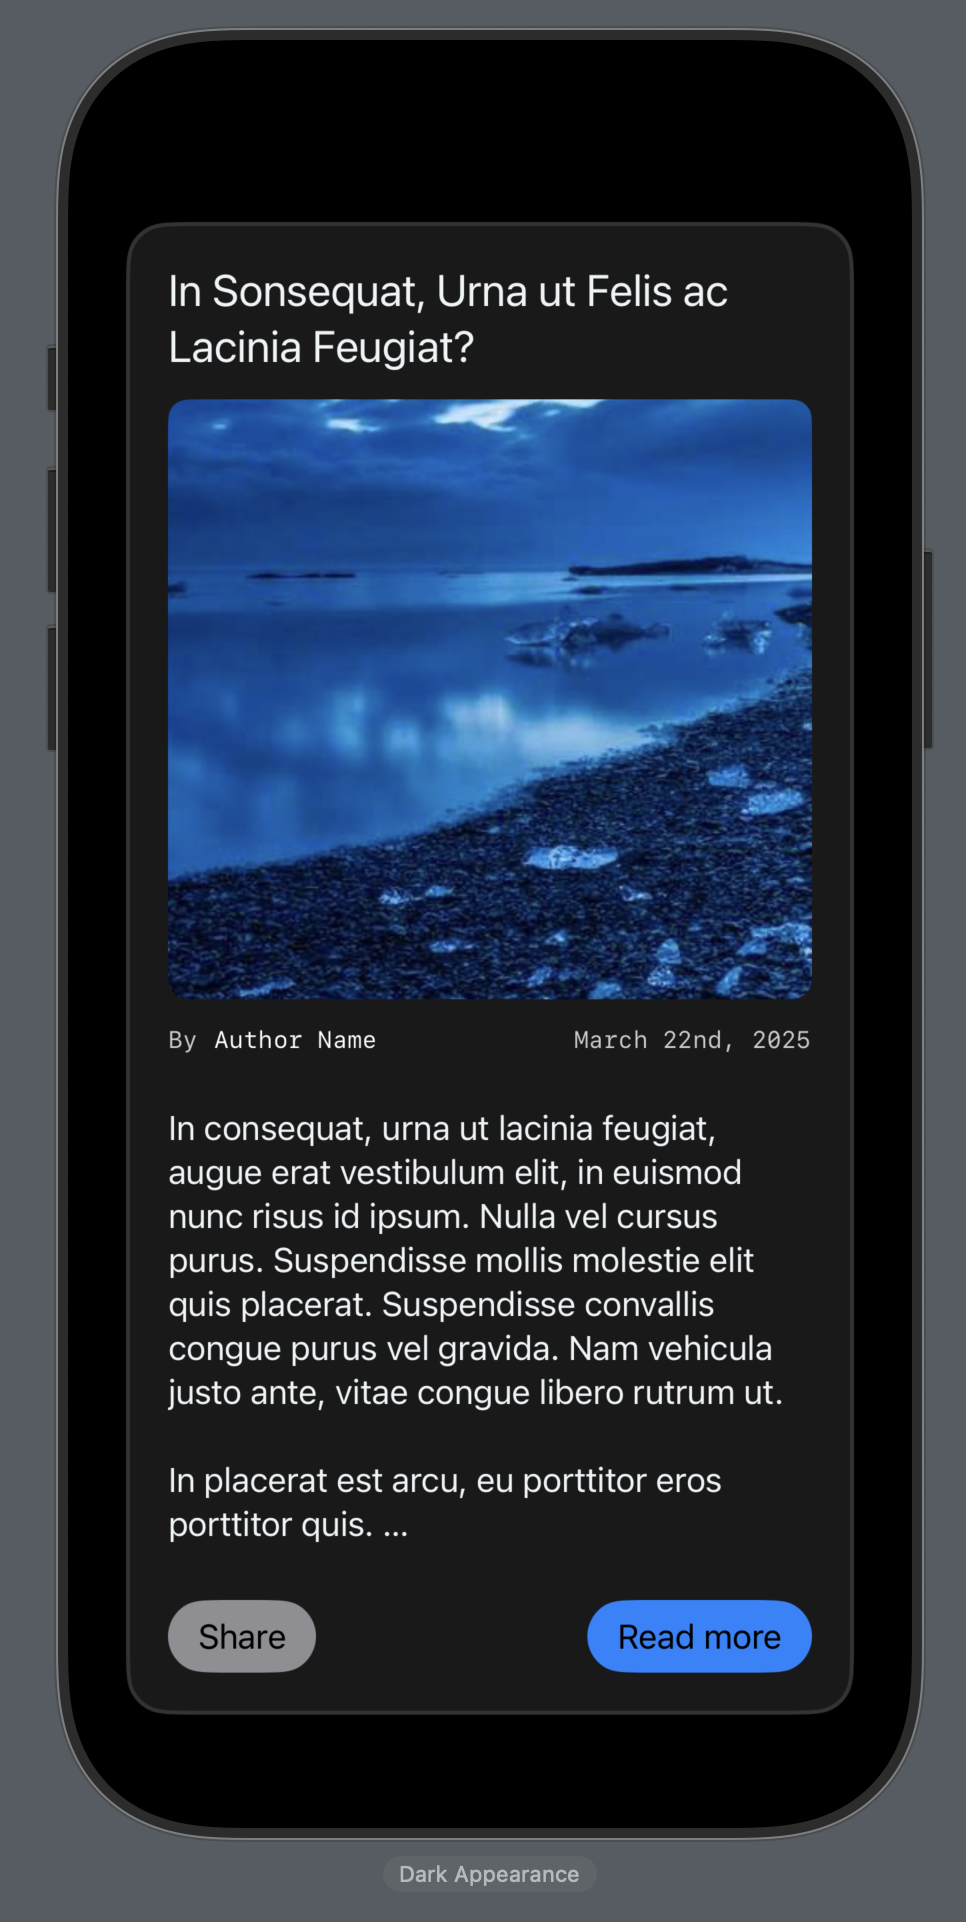 In Sonsequat, Urna ut Felis ac
Lacinia Feugiat?
By Author Name
March 22nd, 2025
In consequat, urna ut lacinia feugiat,
augue erat vestibulum elit, in euismod
nunc risus id ipsum. Nulla vel cursus
purus. Suspendisse mollis molestie elit
quis placerat. Suspendisse convallis
congue purus vel gravida. Nam vehicula
justo ante, vitae congue libero rutrum ut.
In placerat est arcu, eu porttitor eros
porttitor quis. ...
Share
Read more
Dark Appearance